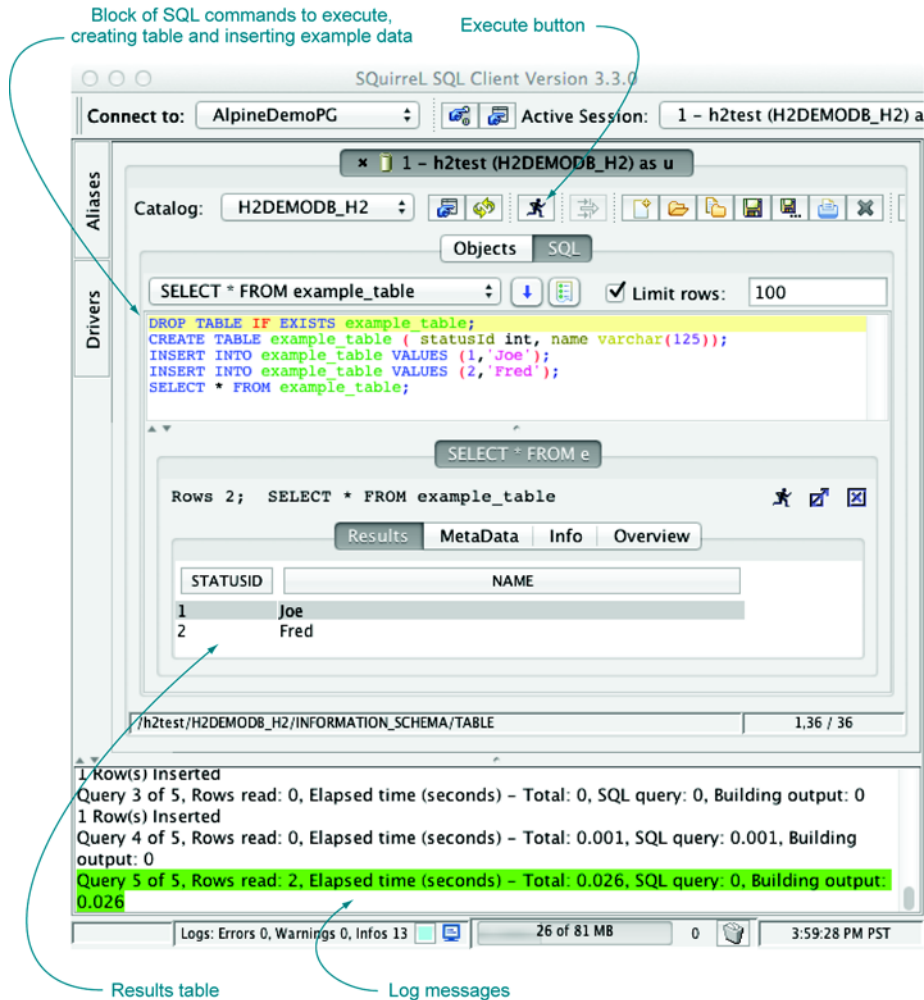 Block of SQL commands to execute,
creating table and inserting example data
Execute button
SQuirreL SQL Client Version 3.3.0
Connect to: AlpineDemoPG Active Session: 1 – h2test (H2DEMODB_H2) a
1 – h2test (H2DEMODB_H2) as u
Aliases
Drivers
Catalog: H2DEMODB_H2
Objects SQL
SELECT * FROM example_table Limit rows: 100
DROP TABLE IF EXISTS example_table;
CREATE TABLE example_table ( statusId int, name varchar(125));
INSERT INTO example_table VALUES (1,'Joe');
INSERT INTO example_table VALUES (2,'Fred');
SELECT * FROM example_table;
SELECT * FROM e
Rows 2; SELECT * FROM example_table
Results MetaData Info Overview
STATUSID NAME
1 Joe
2 Fred
/h2test/H2DEMODB_H2/INFORMATION_SCHEMA/TABLE 1,36 / 36
1 Row(s) Inserted
Query 3 of 5, Rows read: 0, Elapsed time (seconds) – Total: 0, SQL query: 0, Building output: 0
1 Row(s) Inserted
Query 4 of 5, Rows read: 0, Elapsed time (seconds) – Total: 0.001, SQL query: 0.001, Building
output: 0
Query 5 of 5, Rows read: 2, Elapsed time (seconds) – Total: 0.026, SQL query: 0, Building output:
0.026
Logs: Errors 0, Warnings 0, Infos 13 26 of 81 MB 0 3:59:28 PM PST
Results table
Log messages